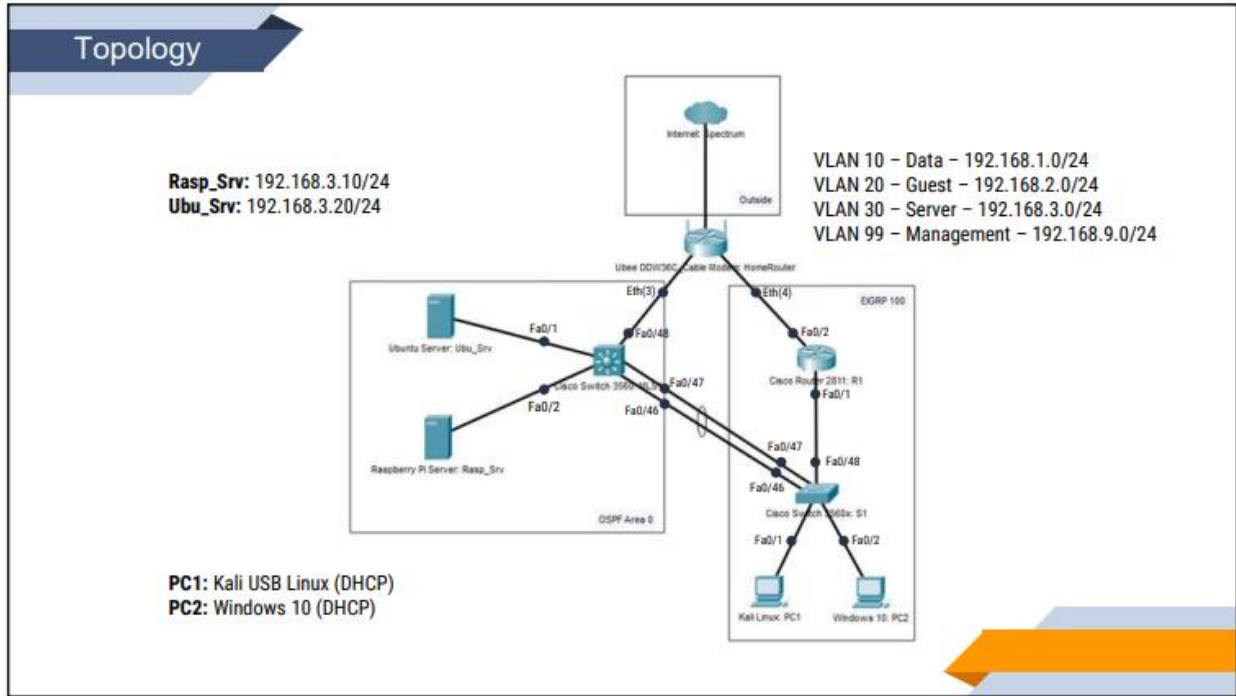 Topology
Internet: Spectrum
Outside
Rasp_Srv: 192.168.3.10/24
Ubu_Srv: 192.168.3.20/24
VLAN 10 – Data – 192.168.1.0/24
VLAN 20 – Guest – 192.168.2.0/24
VLAN 30 – Server – 192.168.3.0/24
VLAN 99 – Management – 192.168.9.0/24
Ubee DDW36C Cable Modem: HomeRouter
Eth(3)
Eth(4)
EIGRP 100
Fa0/1
Fa0/48
Fa0/2
Ubuntu Server: Ubu_Srv
Cisco Switch 3560
Cisco Router 2811: R1
Fa0/47
Fa0/1
Fa0/2
Fa0/46
Raspberry Pi Server: Rasp_Srv
Fa0/47
Fa0/48
Fa0/46
Cisco Switch 3560x: S1
OSPF Area 0
Fa0/1
Fa0/2
PC1: Kali USB Linux (DHCP)
PC2: Windows 10 (DHCP)
Kali Linux: PC1
Windows 10: PC2